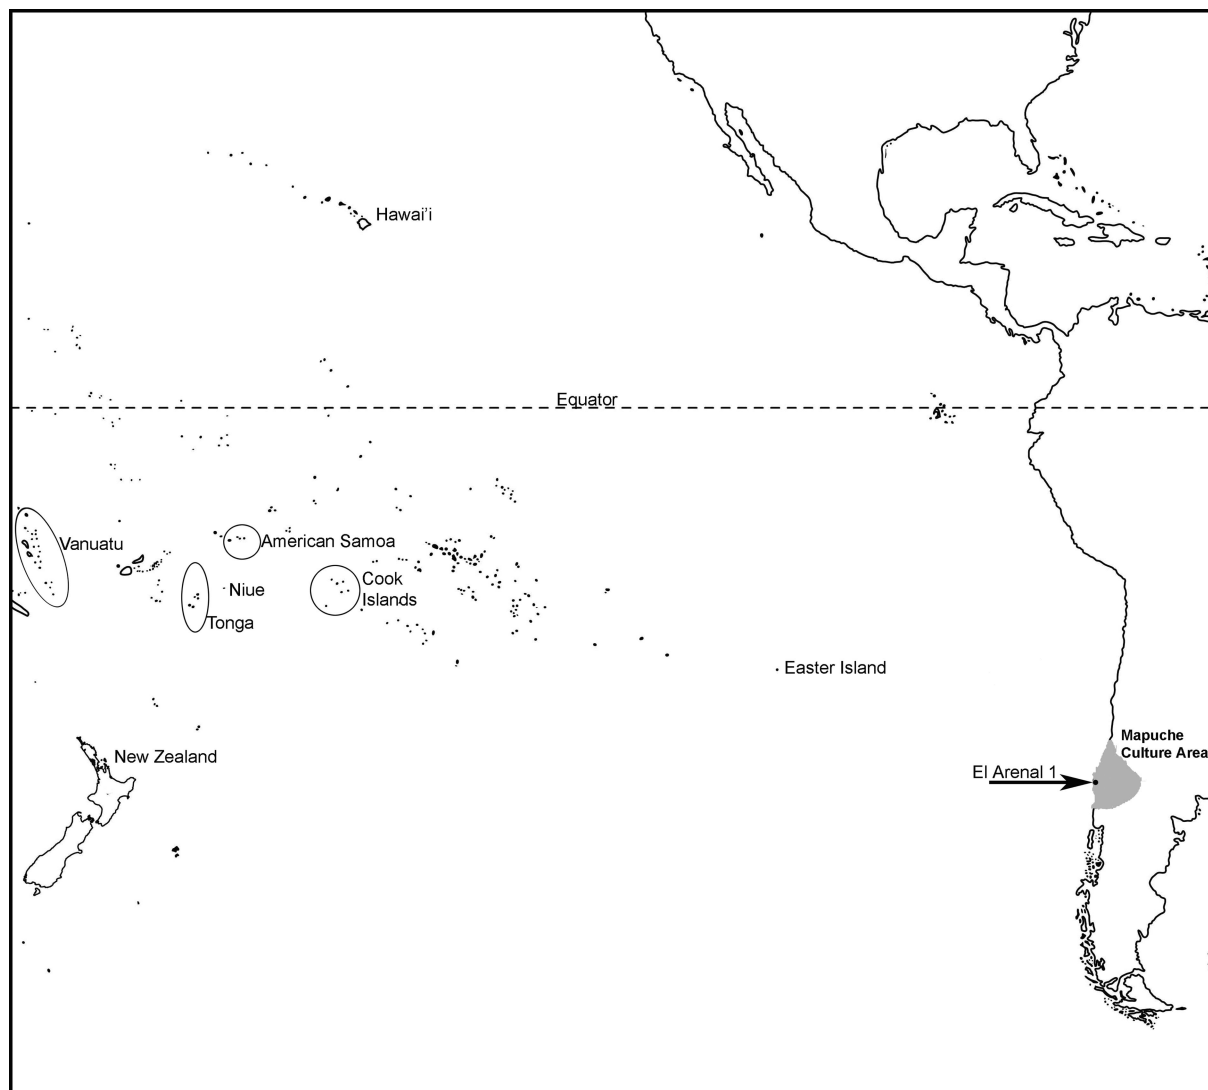 Hawai'i
Equator
Vanuatu
American Samoa
Niue
Cook
Islands
Tonga
Easter Island
New Zealand
Mapuche
Culture Area
El Arenal 1